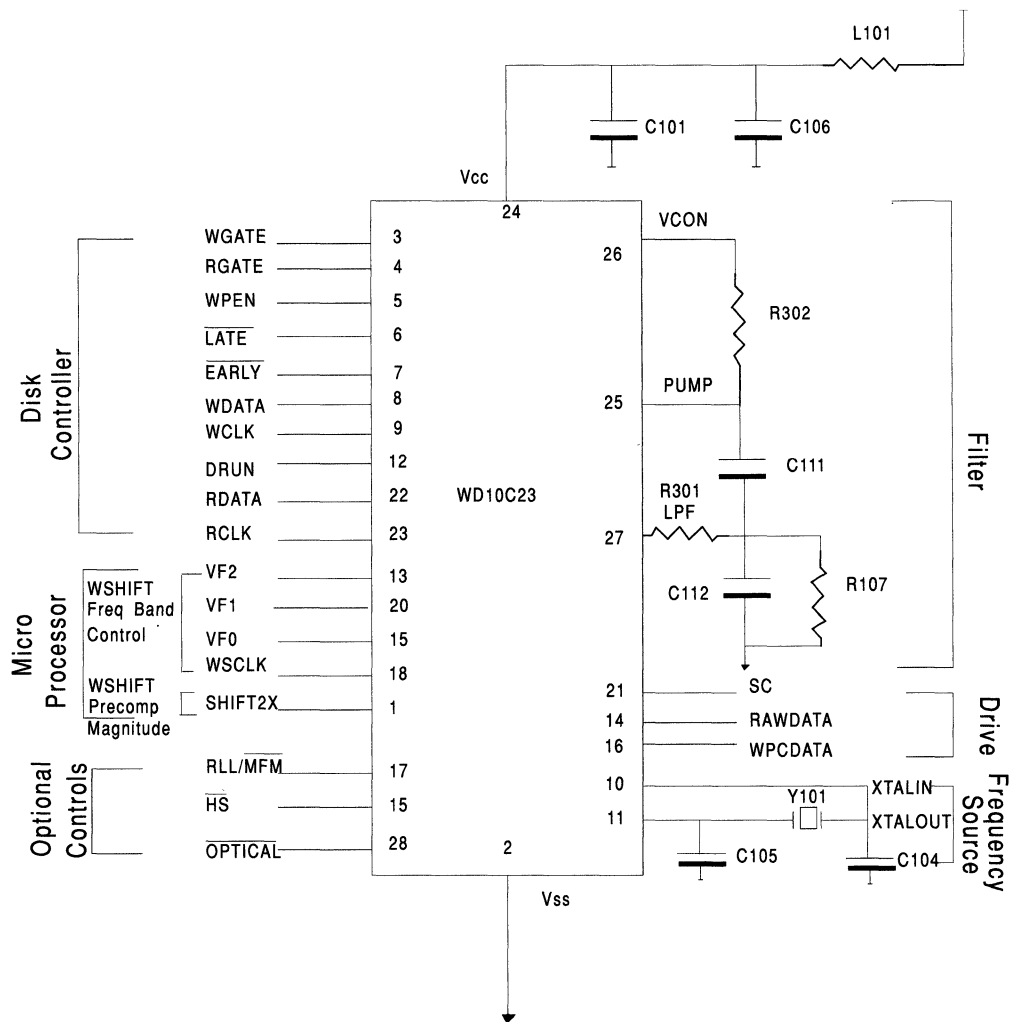 L101
C101
C106
Vcc
24
WGATE 3
RGATE 4
WPEN 5
LATE 6
EARLY 7
WDATA 8
WCLK 9
DRUN 12
RDATA 22
RCLK 23
VF2 13
VF1 20
VF0 15
WSCLK 18
SHIFT2X 1
RLL/MFM 17
HS 15
OPTICAL 28
Disk
Controller
Micro
Processor
WSHIFT
Freq Band
Control
WSHIFT
Precomp
Magnitude
Optional
Controls
WD10C23
2
Vss
VCON
26
R302
PUMP
25
C111
R301
LPF
27
C112
R107
Filter
21 SC
14 RAWDATA
16 WPCDATA
Drive
10 XTALIN
11 Y101 XTALOUT
C105
C104
Frequency
Source